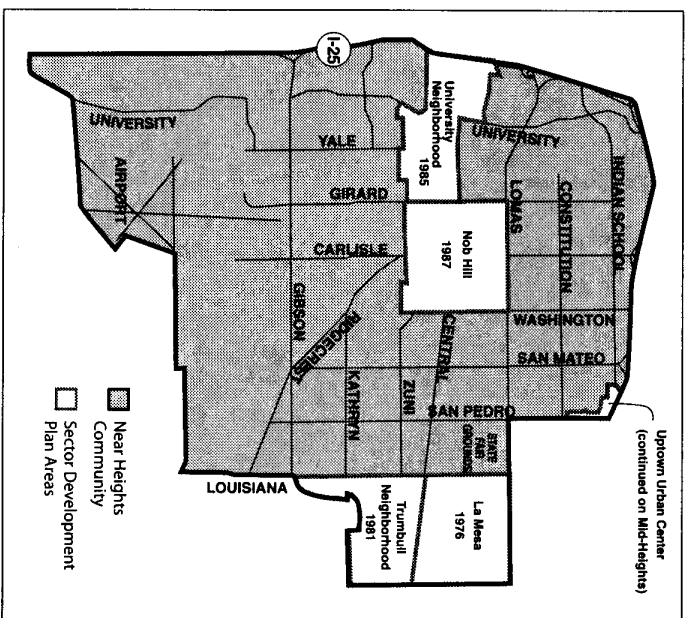 Uptown Urban Center
(continued on Mid-Heights)
INDIAN SCHOOL
CONSTITUTION
LOMAS
UNIVERSITY
WASHINGTON
SAN MATEO
SAN PEDRO
STATE
FAIR
GROUNDS
La Mesa
1976
Nob Hill
1987
University
Neighborhood
1985
I-25
CENTRAL
ZUNI
KATHRYN
RIDGECREST
GIBSON
Trumbull
Neighborhood
1981
LOUISIANA
YALE
GIRARD
CARLISLE
UNIVERSITY
AIRPORT
Near Heights
Community
Sector Development
Plan Areas